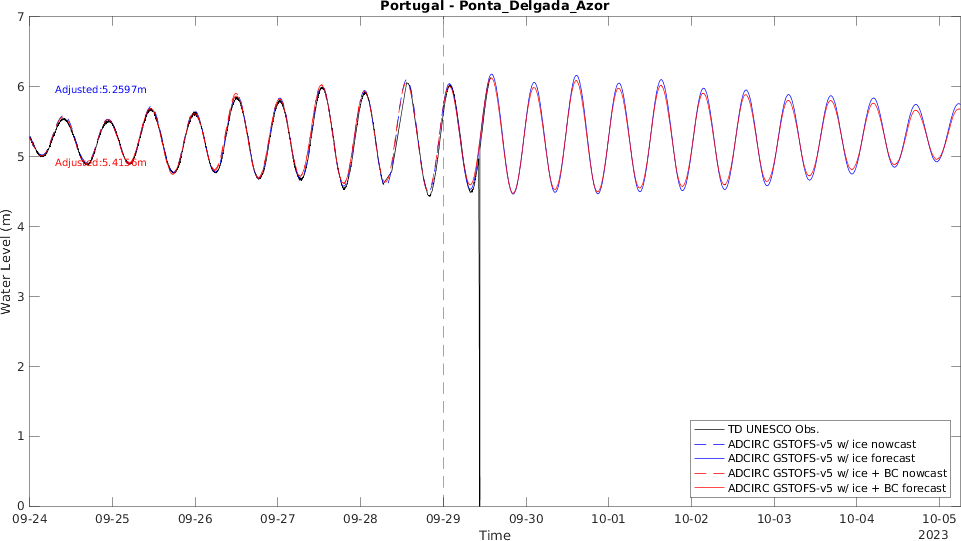 Portugal - Ponta_Delgada_Azor
7
6
5
4
3
2
1
0
Water Level (m)
Adjusted:5.2597m
TD UNESCO Obs.
ADCIRC GSTOFS-v5 w/ ice nowcast
ADCIRC GSTOFS-v5 w/ ice forecast
ADCIRC GSTOFS-v5 w/ ice + BC nowcast
ADCIRC GSTOFS-v5 w/ ice + BC forecast
09-24 09-25 09-26 09-27 09-28 09-29 09-30 10-01 10-02 10-03 10-04 10-05
Time
2023